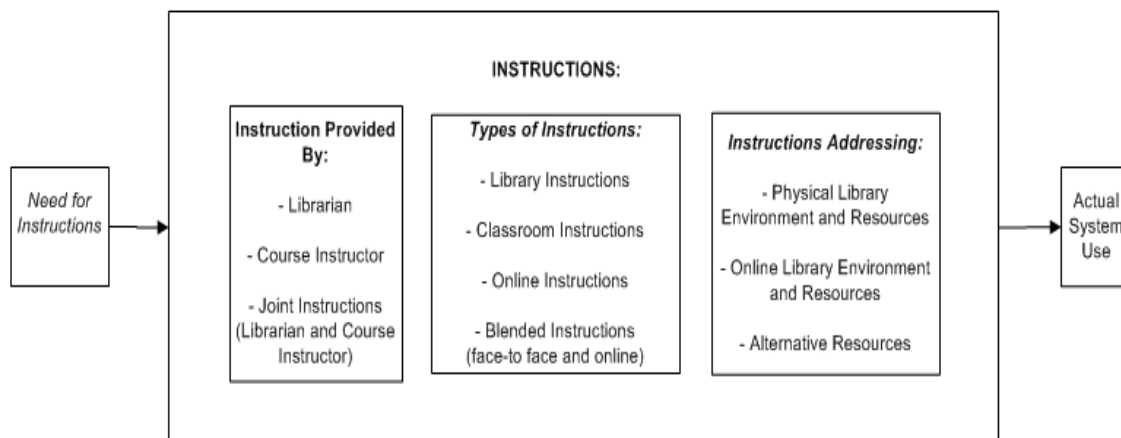 INSTRUCTIONS:
Need for
Instructions
Instruction Provided
By:
- Librarian
- Course Instructor
- Joint Instructions
(Librarian and Course
Instructor)
Types of Instructions:
- Library Instructions
- Classroom Instructions
- Online Instructions
- Blended Instructions
(face-to face and online)
Instructions Addressing:
- Physical Library
Environment and Resources
- Online Library Environment
and Resources
- Alternative Resources
Actual
System
Use